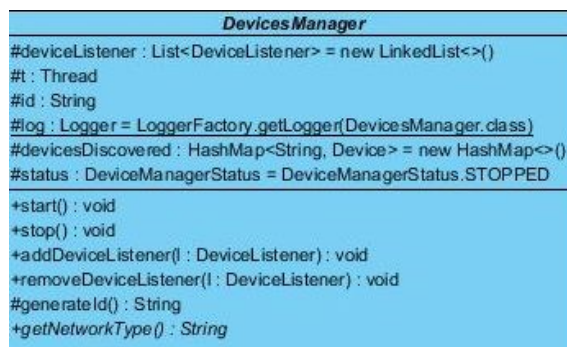 DevicesManager
#deviceListener : List<DeviceListener> = new LinkedList<>()
#t : Thread
#id : String
#log : Logger = LoggerFactory.getLogger(DevicesManager.class)
#devicesDiscovered : HashMap<String, Device> = new HashMap<>()
#status : DeviceManagerStatus = DeviceManagerStatus.STOPPED
+start() : void
+stop() : void
+addDeviceListener(l : DeviceListener) : void
+removeDeviceListener(l : DeviceListener) : void
#generateId() : String
+getNetworkType() : String